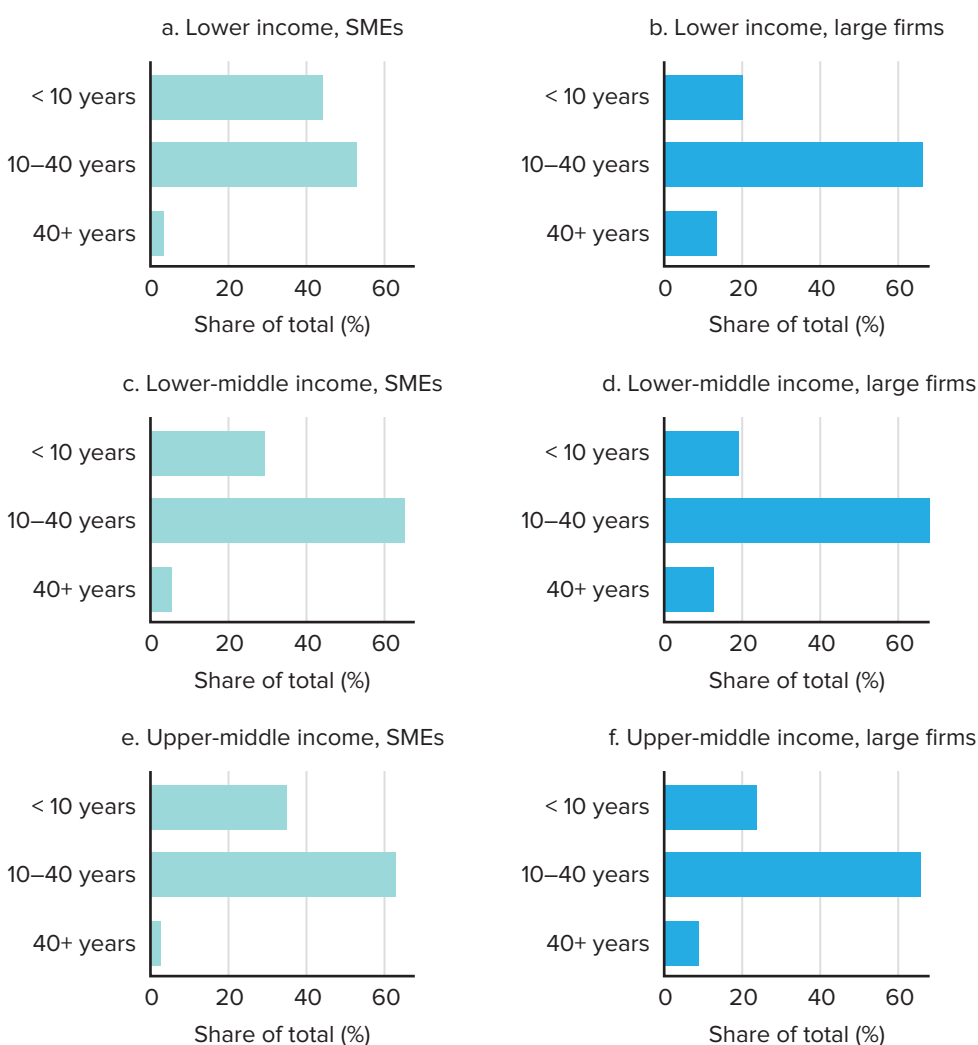 a. Lower income, SMEs
< 10 years
10–40 years
40+ years
0 20 40 60
Share of total (%)
b. Lower income, large firms
< 10 years
10–40 years
40+ years
0 20 40 60
Share of total (%)
c. Lower-middle income, SMEs
< 10 years
10–40 years
40+ years
0 20 40 60
Share of total (%)
d. Lower-middle income, large firms
< 10 years
10–40 years
40+ years
0 20 40 60
Share of total (%)
e. Upper-middle income, SMEs
< 10 years
10–40 years
40+ years
0 20 40 60
Share of total (%)
f. Upper-middle income, large firms
< 10 years
10–40 years
40+ years
0 20 40 60
Share of total (%)